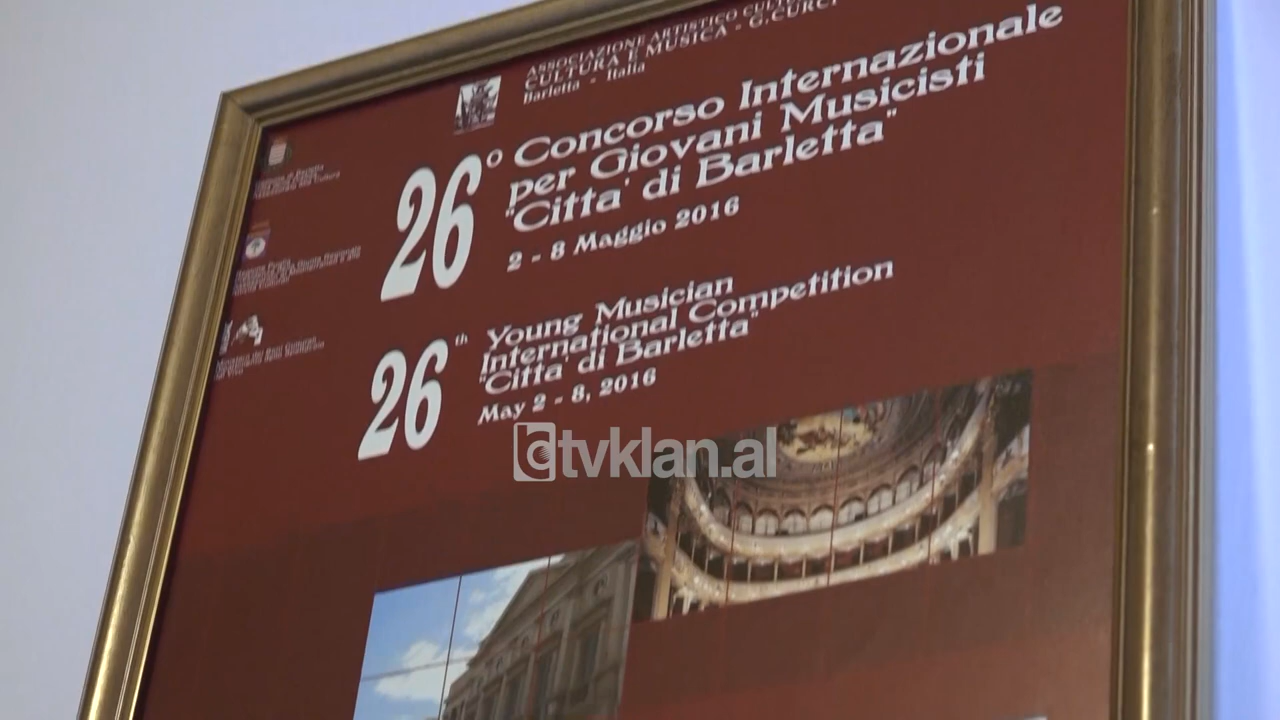 ASSOCIAZIONE ARTISTICO
CULTURA E MUSICA - G. CURCI
Barletta - Italia
26° Concorso Internazionale
per Giovani Musicisti
"Citta' di Barletta"
2 - 8 Maggio 2016
26th Young Musician
International Competition
"Citta' di Barletta"
May 2 - 8, 2016
tvklan.al